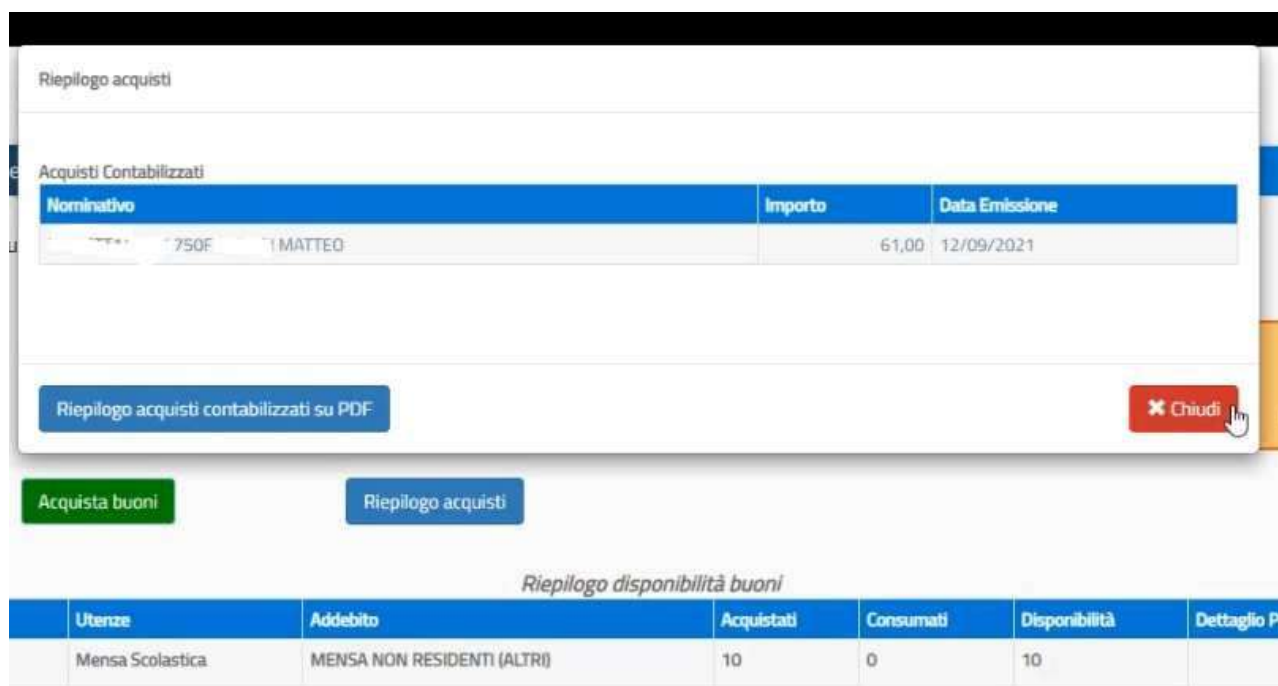 Riepilogo acquisti
Acquisti Contabilizzati
Nominativo Importo Data Emissione
750F MATTEO 61,00 12/09/2021
Riepilogo acquisti contabilizzati su PDF ✖ Chiudi
Acquista buoni Riepilogo acquisti
Riepilogo disponibilità buoni
Utenze Addebito Acquistati Consumati Disponibilità Dettaglio P
Mensa Scolastica MENSA NON RESIDENTI (ALTRI) 10 0 10